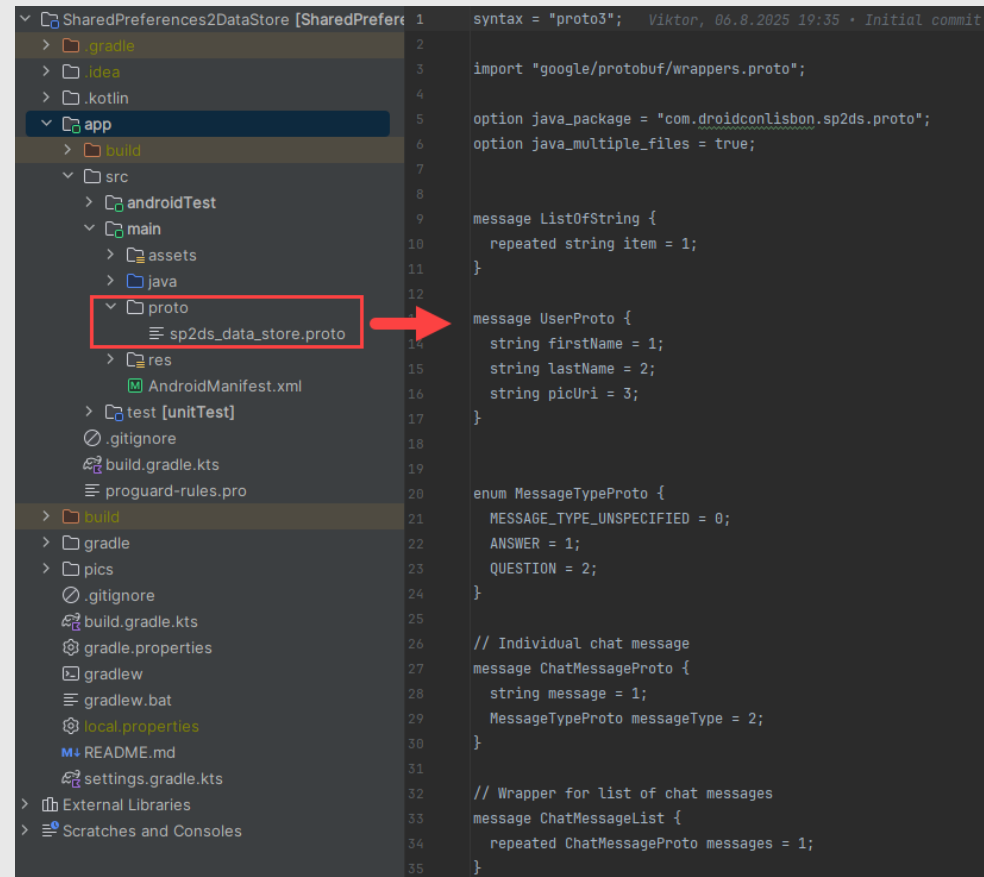 SharedPreferences2DataStore [SharedPrefere
.gradle
.idea
.kotlin
app
build
src
androidTest
main
assets
java
proto
sp2ds_data_store.proto
res
AndroidManifest.xml
test [unitTest]
.gitignore
build.gradle.kts
proguard-rules.pro
build
gradle
pics
.gitignore
build.gradle.kts
gradle.properties
gradlew
gradlew.bat
local.properties
README.md
settings.gradle.kts
External Libraries
Scratches and Consoles
1 syntax = "proto3"; Viktor, 06.8.2025 19:35 • Initial commit
2
3 import "google/protobuf/wrappers.proto";
4
5 option java_package = "com.droidconlisbon.sp2ds.proto";
6 option java_multiple_files = true;
7
8
9 message ListOfString {
10 repeated string item = 1;
11 }
12
message UserProto {
14 string firstName = 1;
15 string lastName = 2;
16 string picUri = 3;
17 }
18
19
20 enum MessageTypeProto {
21 MESSAGE_TYPE_UNSPECIFIED = 0;
22 ANSWER = 1;
23 QUESTION = 2;
24 }
25
26 // Individual chat message
27 message ChatMessageProto {
28 string message = 1;
29 MessageTypeProto messageType = 2;
30 }
31
32 // Wrapper for list of chat messages
33 message ChatMessageList {
34 repeated ChatMessageProto messages = 1;
35 }